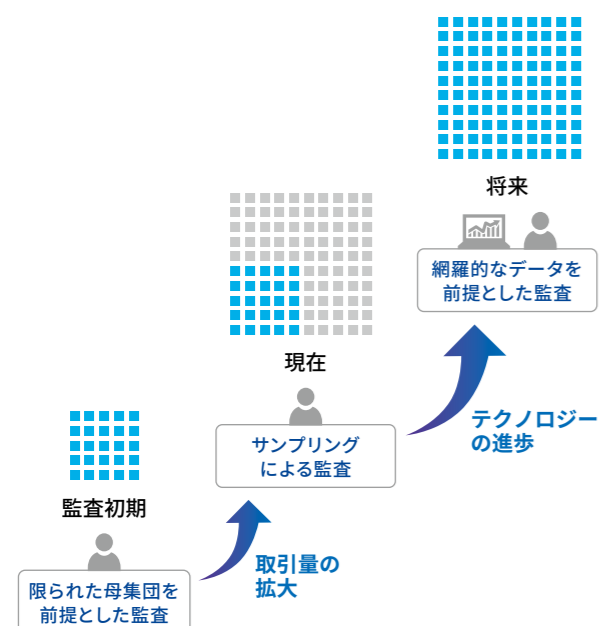 将来
網羅的なデータを
前提とした監査
現在
サンプリング
による監査
テクノロジー
の進歩
監査初期
限られた母集団を
前提とした監査
取引量の
拡大